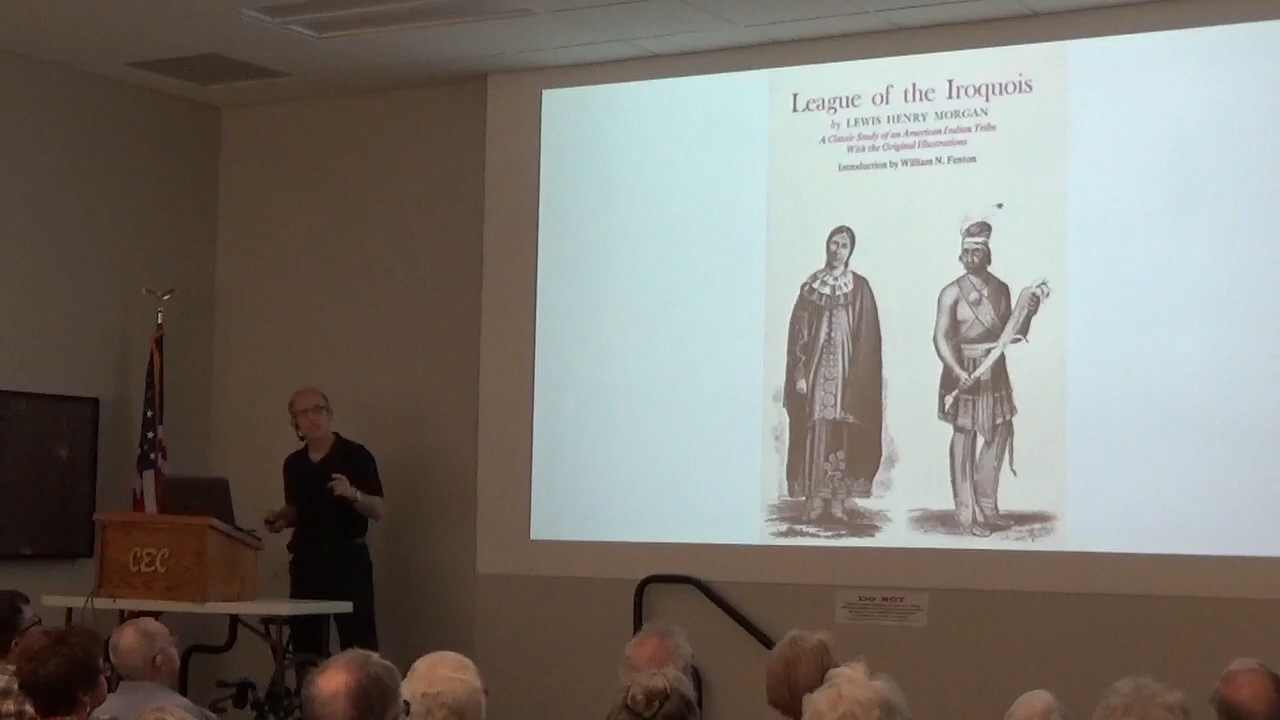 League of the Iroquois
by LEWIS HENRY MORGAN
A Classic Study of an American Indian Tribe
With the Original Illustrations
Introduction by William N. Fenton
CEC
DO NOT